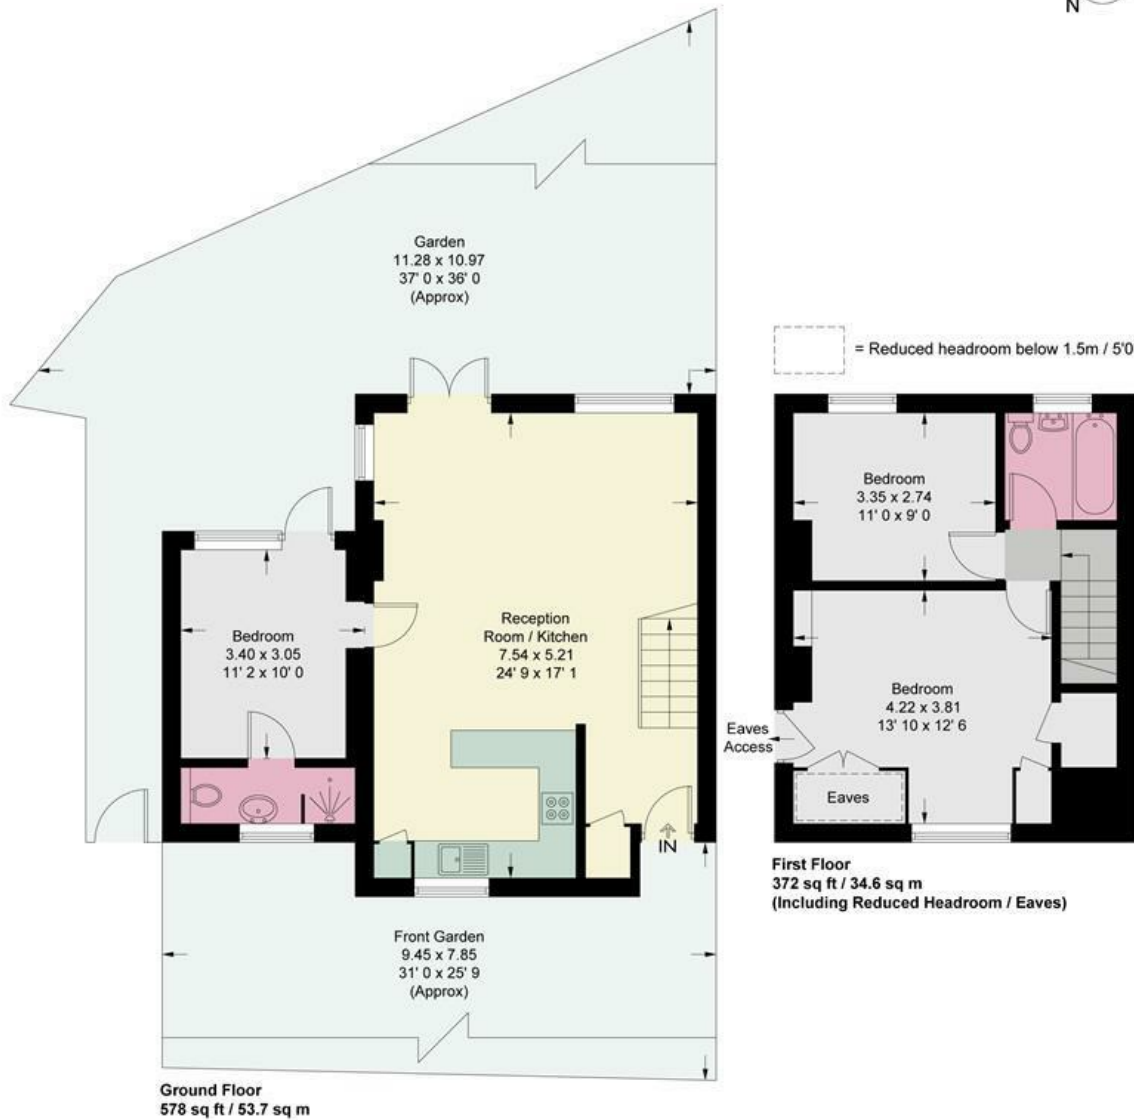 N
Garden
11.28 x 10.97
37' 0 x 36' 0
(Approx)
= Reduced headroom below 1.5m / 5'0
Bedroom
3.35 x 2.74
11' 0 x 9' 0
Reception
Room / Kitchen
7.54 x 5.21
24' 9 x 17' 1
Bedroom
3.40 x 3.05
11' 2 x 10' 0
Bedroom
4.22 x 3.81
13' 10 x 12' 6
Eaves
Access
Eaves
IN
First Floor
372 sq ft / 34.6 sq m
(Including Reduced Headroom / Eaves)
Front Garden
9.45 x 7.85
31' 0 x 25' 9
(Approx)
Ground Floor
578 sq ft / 53.7 sq m